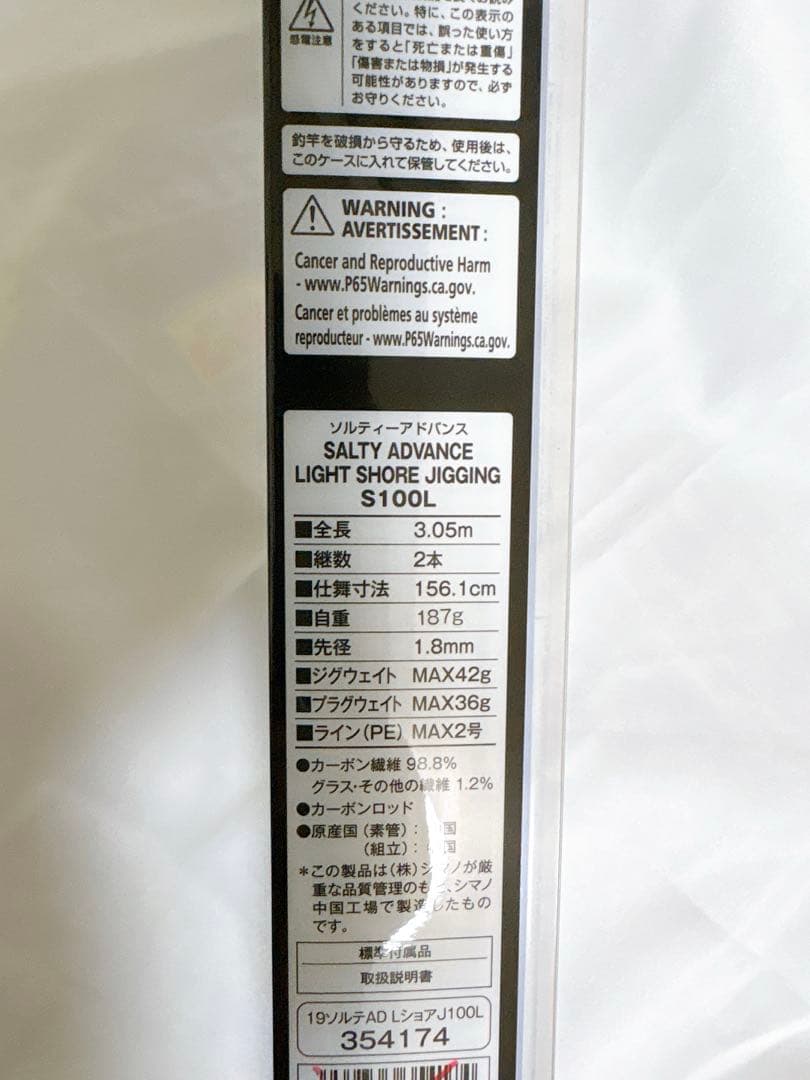 ください。特に、この表示の
ある項目では、誤った使い方
をすると「死亡または重傷」
「傷害または物損」が発生する
可能性がありますので、必ず
お守りください。
感電注意
釣竿を破損から守るため、使用後は、
このケースに入れて保管してください。
WARNING :
AVERTISSEMENT :
Cancer and Reproductive Harm
- www.P65Warnings.ca.gov.
Cancer et problèmes au système
reproducteur - www.P65Warnings.ca.gov.
ソルティーアドバンス
SALTY ADVANCE
LIGHT SHORE JIGGING
S100L
■全長 3.05m
■継数 2本
■仕舞寸法 156.1cm
■自重 187g
■先径 1.8mm
■ジグウェイト MAX42g
■プラグウェイト MAX36g
■ライン(PE) MAX2号
●カーボン繊維 98.8%
グラス・その他の繊維 1.2%
●カーボンロッド
●原産国(素管): 国
(組立): 国
*この製品は(株)シマノが厳
重な品質管理のもと、シマノ
中国工場で製造したもの
です。
標準付属品
取扱説明書
19ソルテAD LショアJ100L
354174